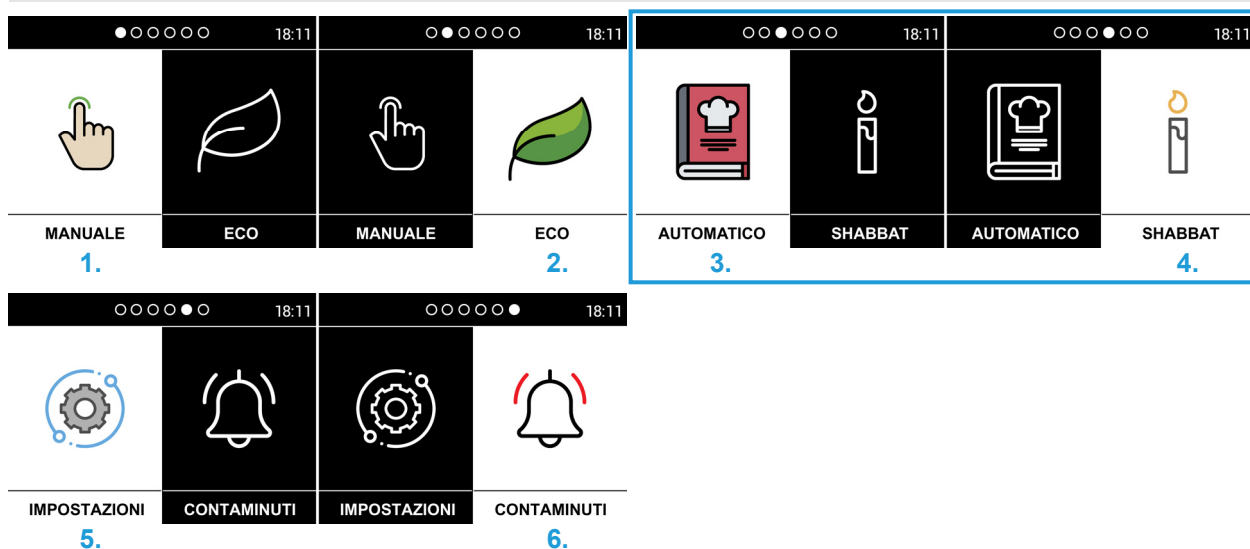 18:11 18:11 18:11 18:11
MANUALE ECO MANUALE ECO AUTOMATICO SHABBAT AUTOMATICO SHABBAT
1. 2. 3. 4.
18:11 18:11
IMPOSTAZIONI CONTAMINUTI IMPOSTAZIONI CONTAMINUTI
5. 6.